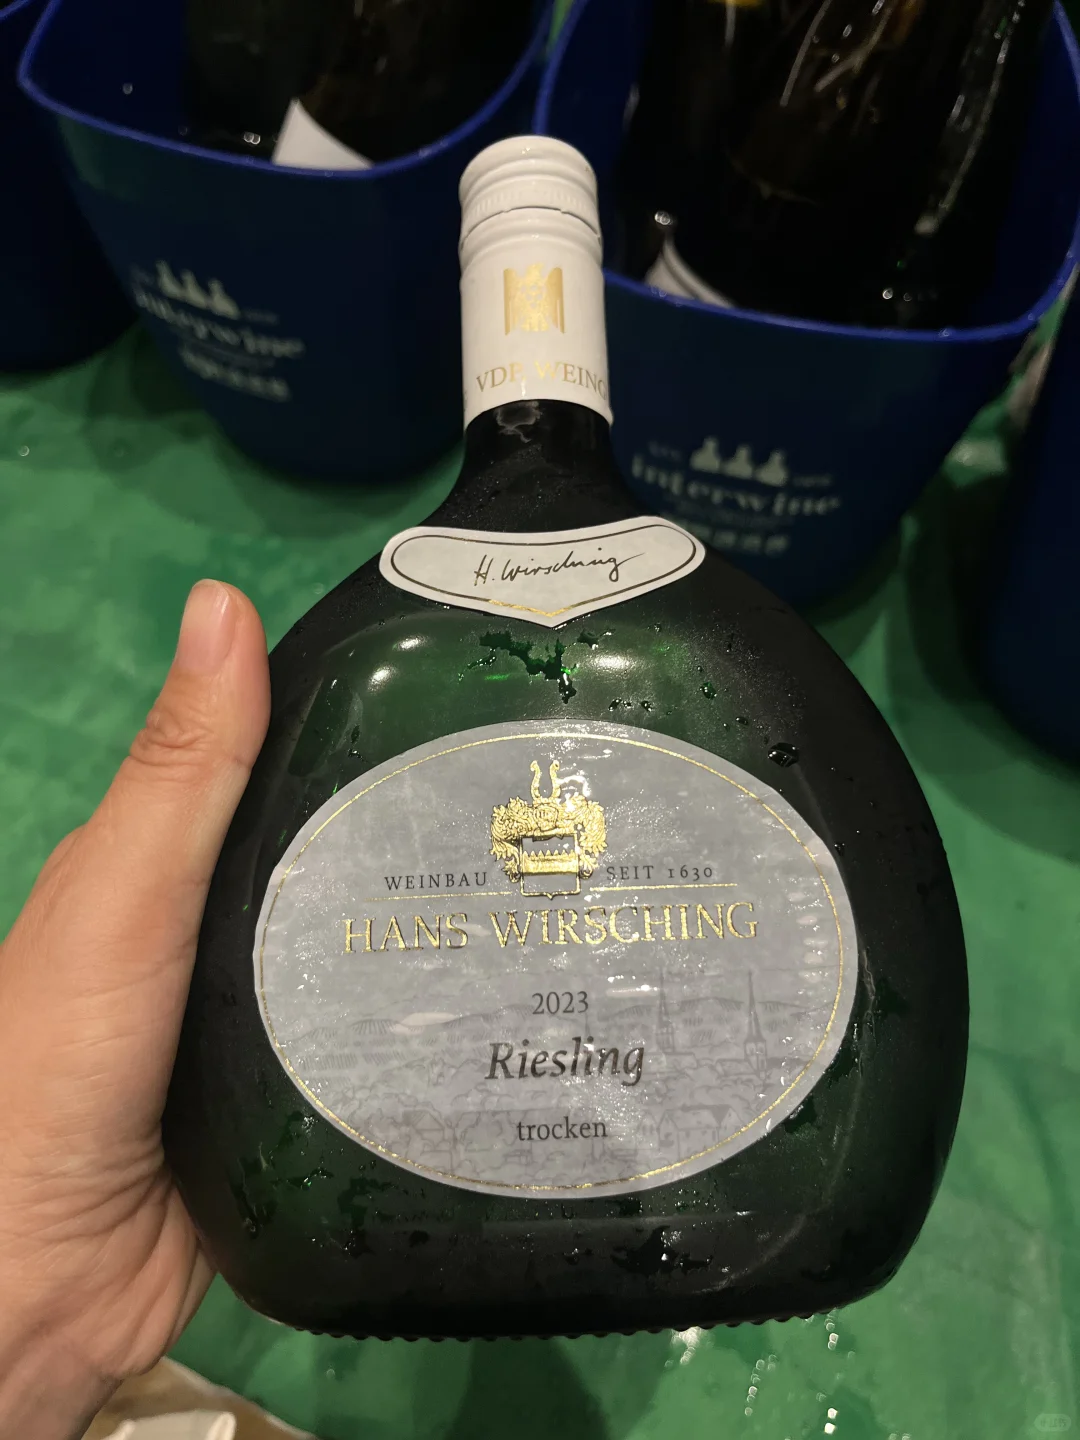 VDP. WEING
H. Wirsching
WEINBAU SEIT 1630
HANS WIRSCHING
2023
Riesling
trocken
interwine
interwine